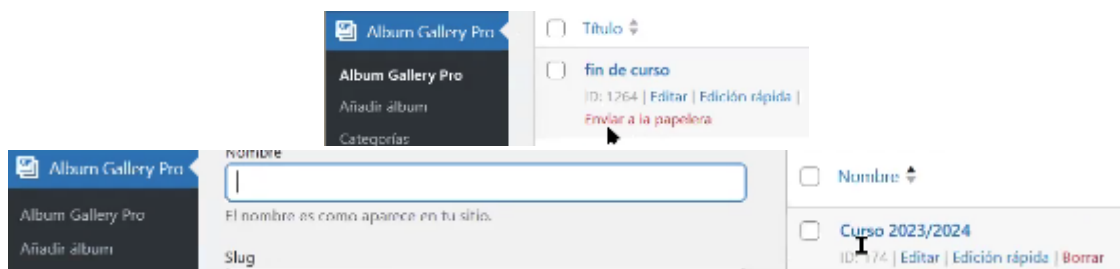 Album Gallery Pro
Título
Album Gallery Pro
fin de curso
Añadir álbum
ID: 1264 | Editar | Edición rápida |
Enviar a la papelera
Categorías
Album Gallery Pro
Nombre
Nombre
Album Gallery Pro
El nombre es como aparece en tu sitio.
Curso 2023/2024
Añadir álbum
Slug
ID: 174 | Editar | Edición rápida | Borrar